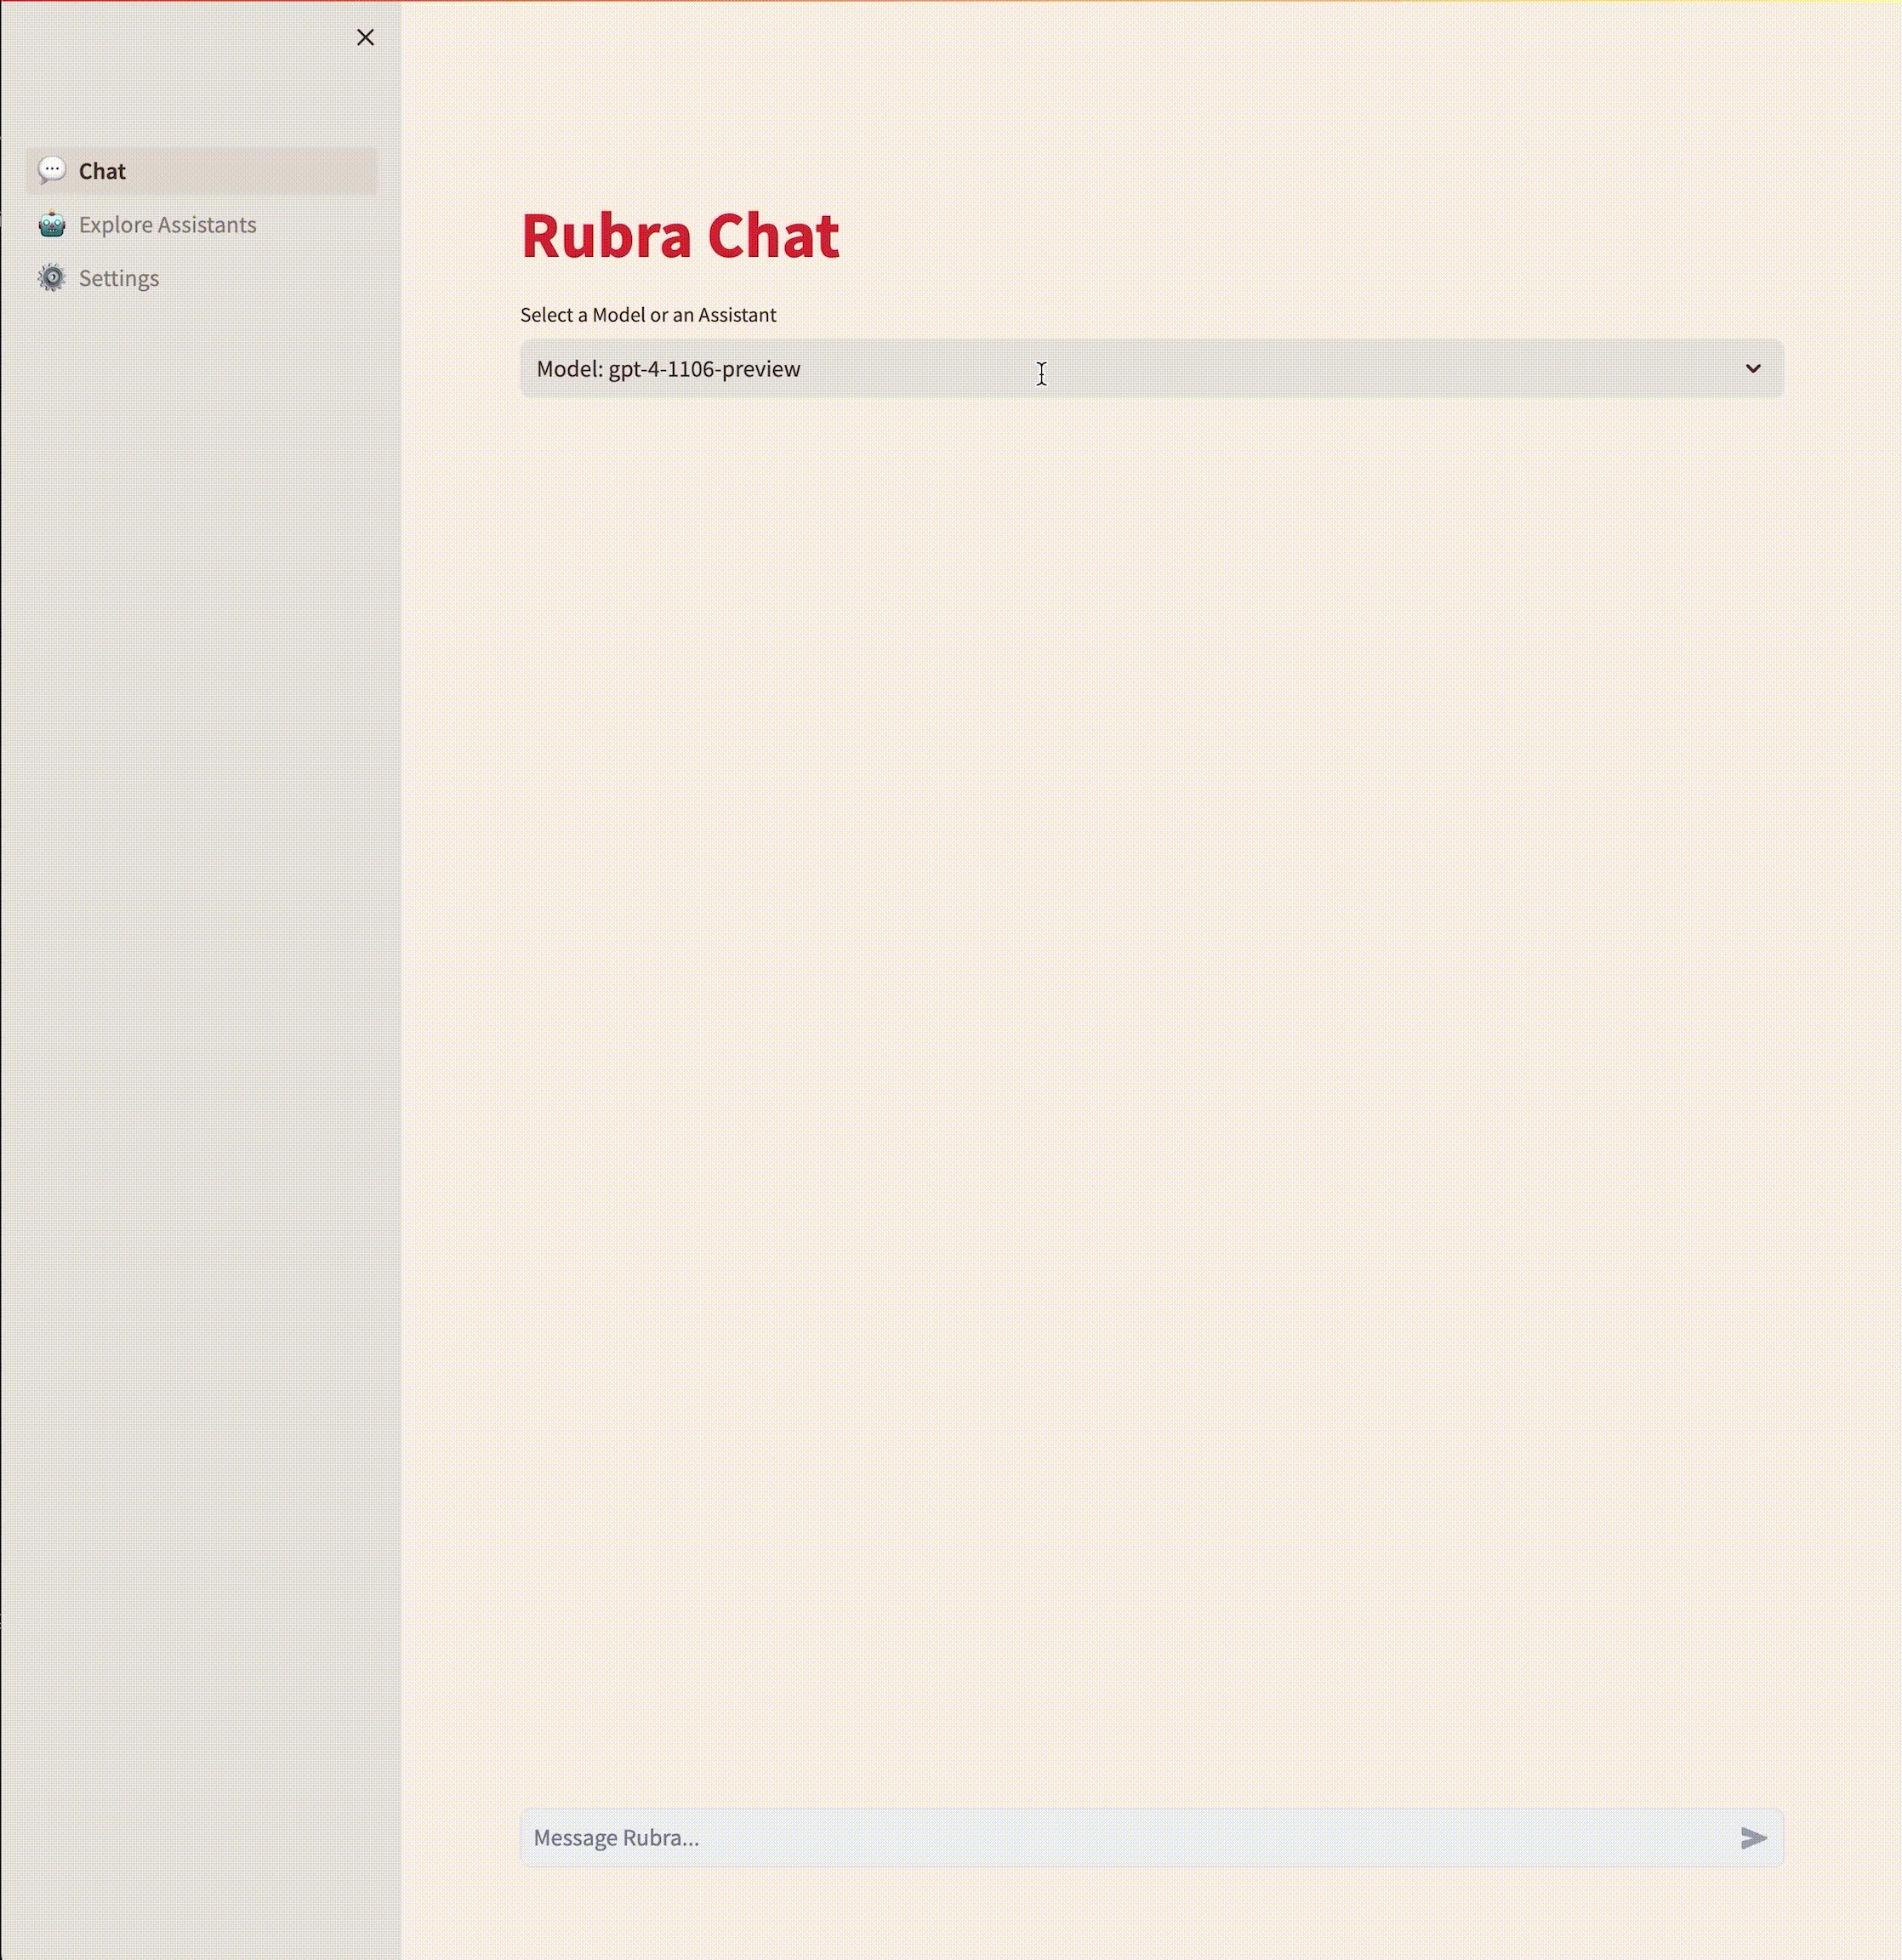 Chat
Explore Assistants
Settings
Rubra Chat
Select a Model or an Assistant
Model: gpt-4-1106-preview
Message Rubra...